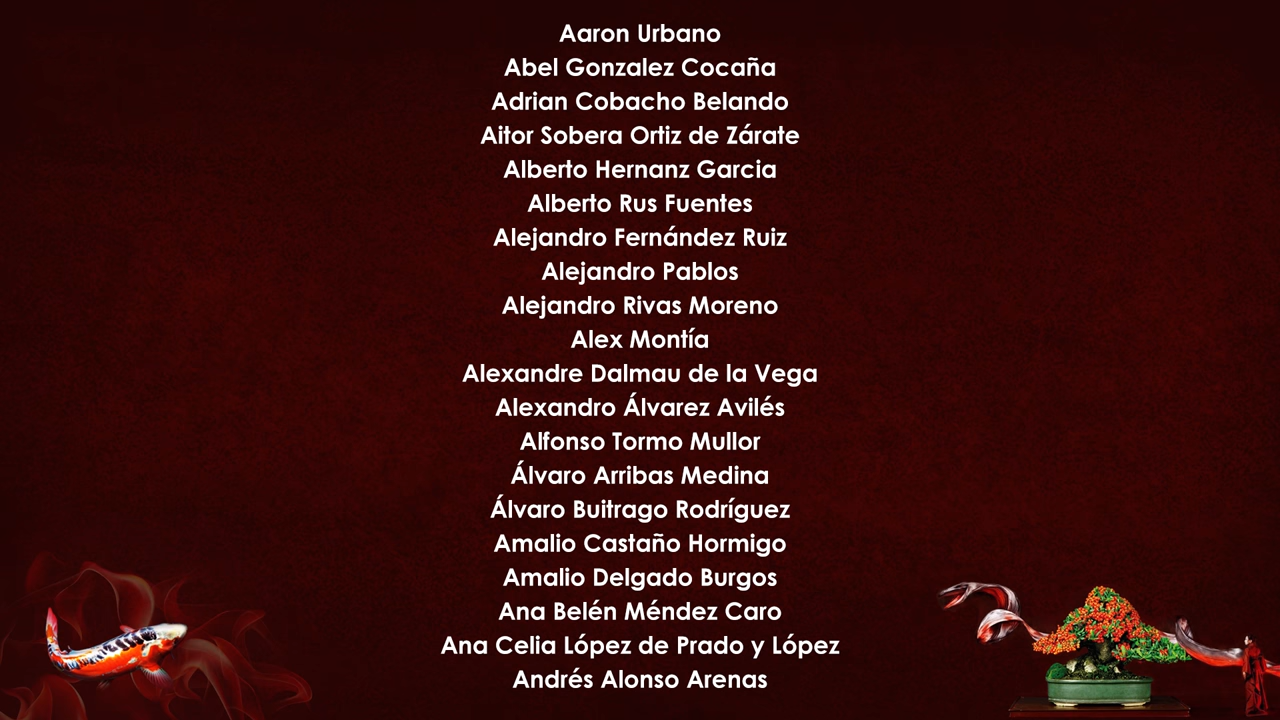 Aaron Urbano
Abel Gonzalez Cocaña
Adrian Cobacho Belando
Aitor Sobera Ortiz de Zárate
Alberto Hernanz Garcia
Alberto Rus Fuentes
Alejandro Fernández Ruiz
Alejandro Pablos
Alejandro Rivas Moreno
Alex Montía
Alexandre Dalmau de la Vega
Alexandro Álvarez Avilés
Alfonso Tormo Mullor
Álvaro Arribas Medina
Álvaro Buitrago Rodríguez
Amalio Castaño Hormigo
Amalio Delgado Burgos
Ana Belén Méndez Caro
Ana Celia López de Prado y López
Andrés Alonso Arenas